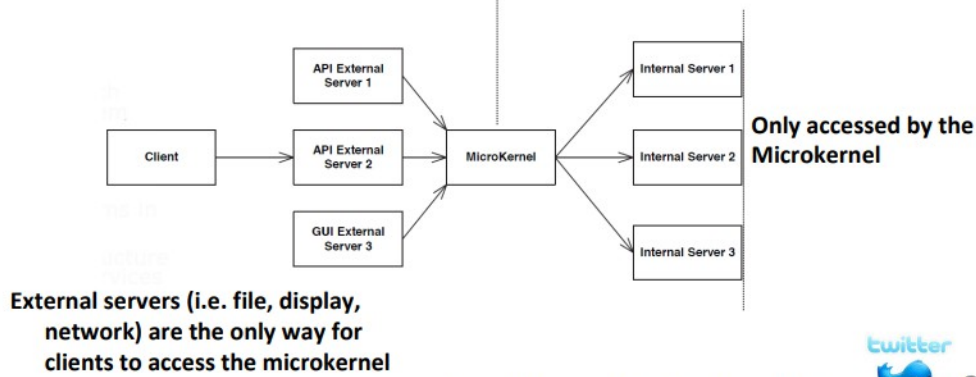 API External
Server 1
Internal Server 1
Only accessed by the
Microkernel
Client
API External
Server 2
MicroKernel
Internal Server 2
GUI External
Server 3
Internal Server 3
External servers (i.e. file, display,
network) are the only way for
clients to access the microkernel
twitter